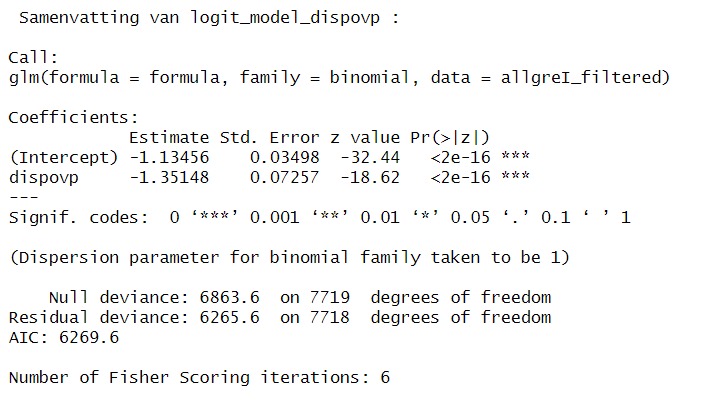 Samenvatting van logit_model_dispovp :
Call:
glm(formula = formula, family = binomial, data = allgreI_filtered)
Coefficients:
Estimate Std. Error z value Pr(>|z|)
(Intercept) -1.13456 0.03498 -32.44 <2e-16 ***
dispovp -1.35148 0.07257 -18.62 <2e-16 ***
---
Signif. codes: 0 ‘***’ 0.001 ‘**’ 0.01 ‘*’ 0.05 ‘.’ 0.1 ‘ ’ 1
(Dispersion parameter for binomial family taken to be 1)
Null deviance: 6863.6 on 7719 degrees of freedom
Residual deviance: 6265.6 on 7718 degrees of freedom
AIC: 6269.6
Number of Fisher Scoring iterations: 6